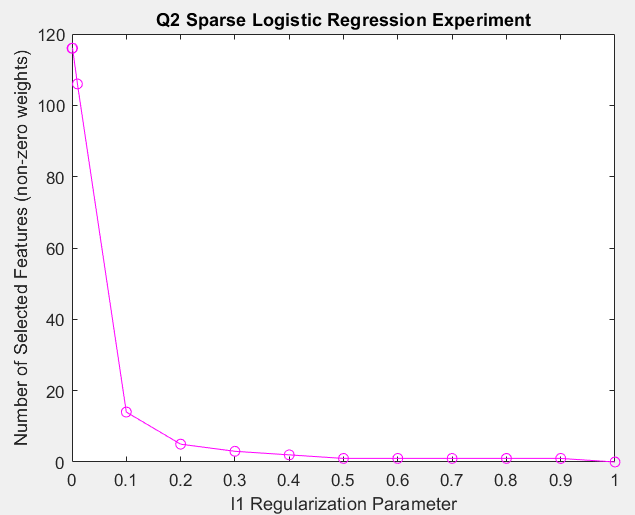 Q2 Sparse Logistic Regression Experiment
Number of Selected Features (non-zero weights)
120
100
80
60
40
20
0
0 0.1 0.2 0.3 0.4 0.5 0.6 0.7 0.8 0.9 1
l1 Regularization Parameter